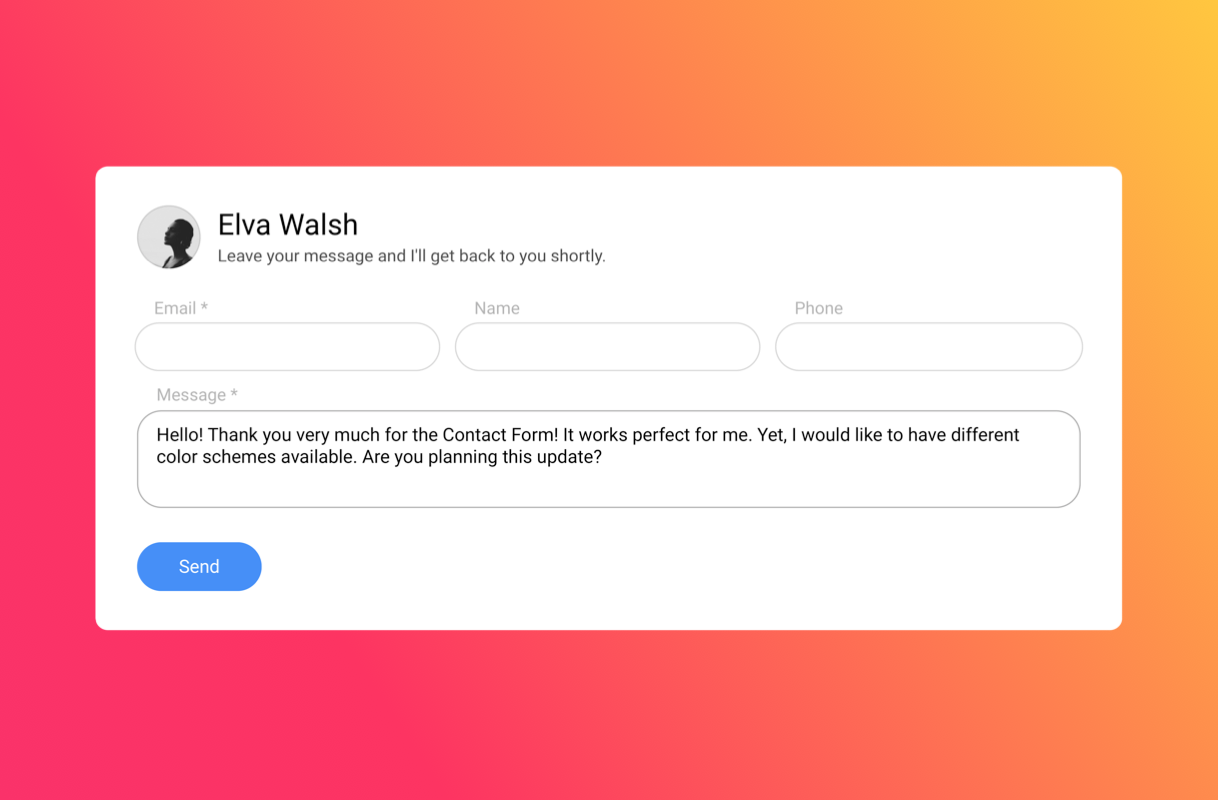 Elva Walsh
Leave your message and I'll get back to you shortly.
Email *
Name
Phone
Message *
Hello! Thank you very much for the Contact Form! It works perfect for me. Yet, I would like to have different
color schemes available. Are you planning this update?
Send